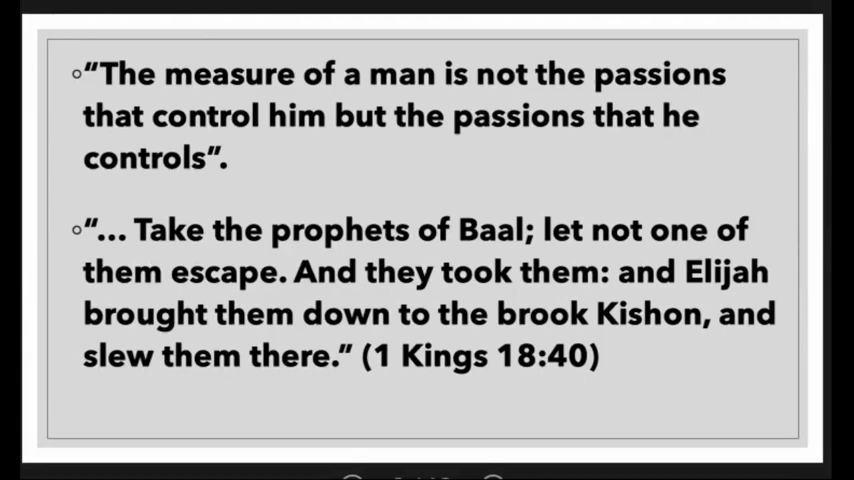 ◦“The measure of a man is not the passions
that control him but the passions that he
controls”.
◦“... Take the prophets of Baal; let not one of
them escape. And they took them: and Elijah
brought them down to the brook Kishon, and
slew them there.” (1 Kings 18:40)